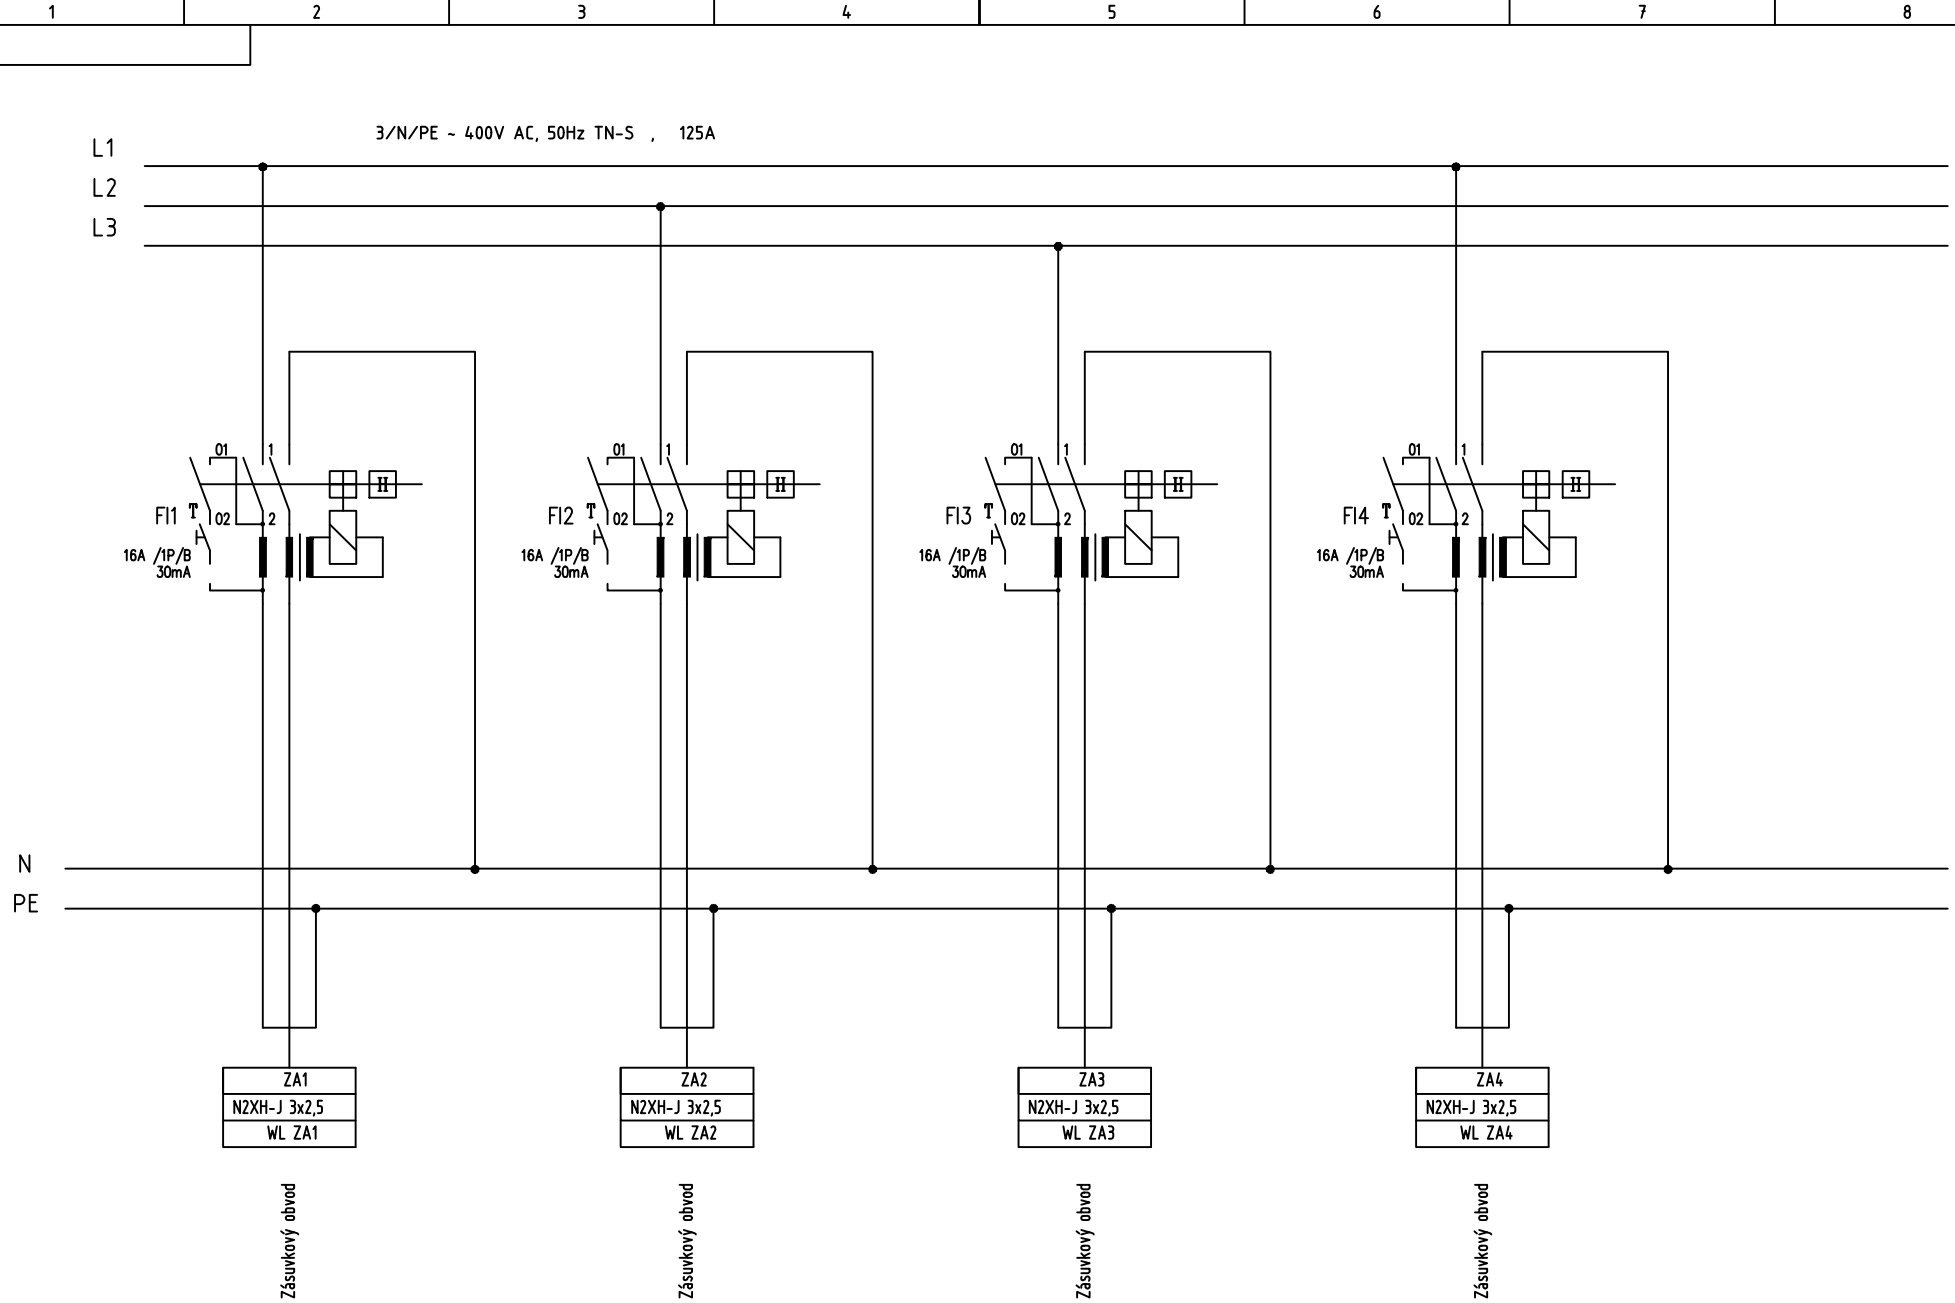 1 2 3 4 5 6 7 8
3/N/PE ~ 400V AC, 50Hz TN-S , 125A
L1
L2
L3
01 1 01 1 01 1 01 1
H H H H
FI1 T 02 2 FI2 T 02 2 FI3 T 02 2 FI4 T 02 2
16A /1P/B 16A /1P/B 16A /1P/B 16A /1P/B
30mA 30mA 30mA 30mA
N
PE
ZA1 ZA2 ZA3 ZA4
N2XH-J 3x2,5 N2XH-J 3x2,5 N2XH-J 3x2,5 N2XH-J 3x2,5
WL ZA1 WL ZA2 WL ZA3 WL ZA4
Zásuvkový obvod
Zásuvkový obvod
Zásuvkový obvod
Zásuvkový obvod